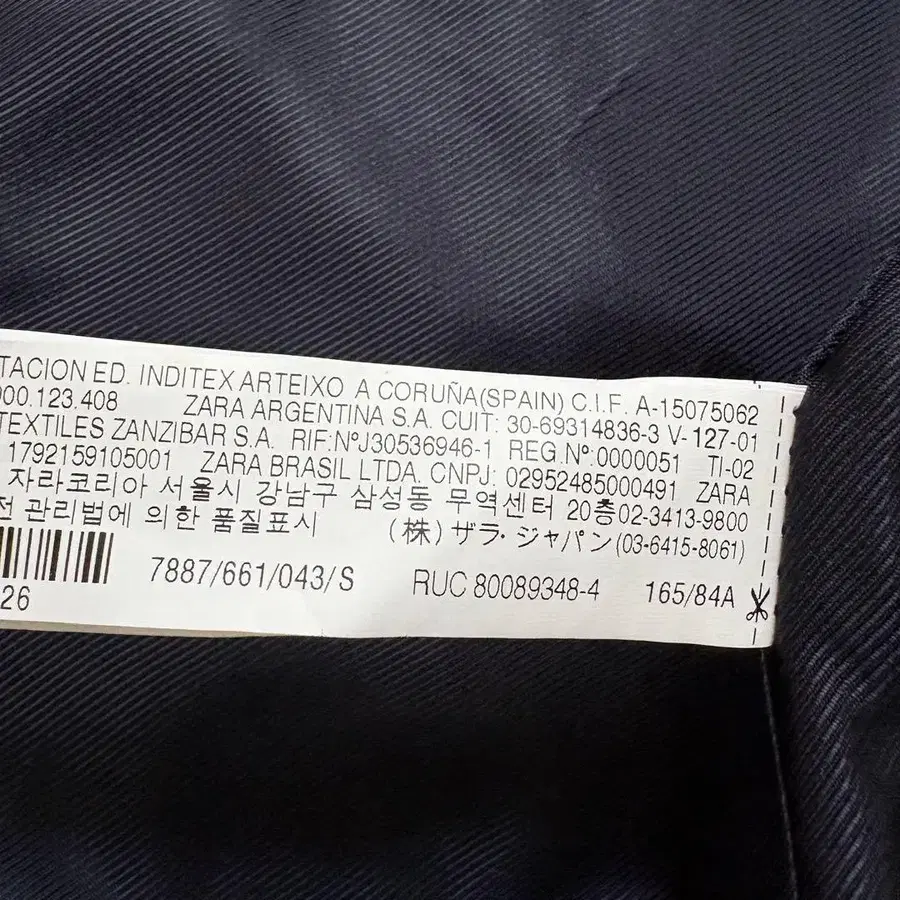 TACION ED. INDITEX ARTEIXO A CORUÑA(SPAIN) C.I.F. A-15075062
000.123.408 ZARA ARGENTINA S.A. CUIT: 30-69314836-3 V-127-01
TEXTILES ZANZIBAR S.A. RIF:NºJ30536946-1 REG.Nº:0000051 TI-02
1792159105001 ZARA BRASIL LTDA. CNPJ: 02952485000491 ZARA
자라코리아 서울시 강남구 삼성동 무역센터 20층02-3413-9800
전 관리법에 의한 품질표시 (株) ザラ・ジャパン (03-6415-8061)
7887/661/043/S RUC 80089348-4 165/84A
26